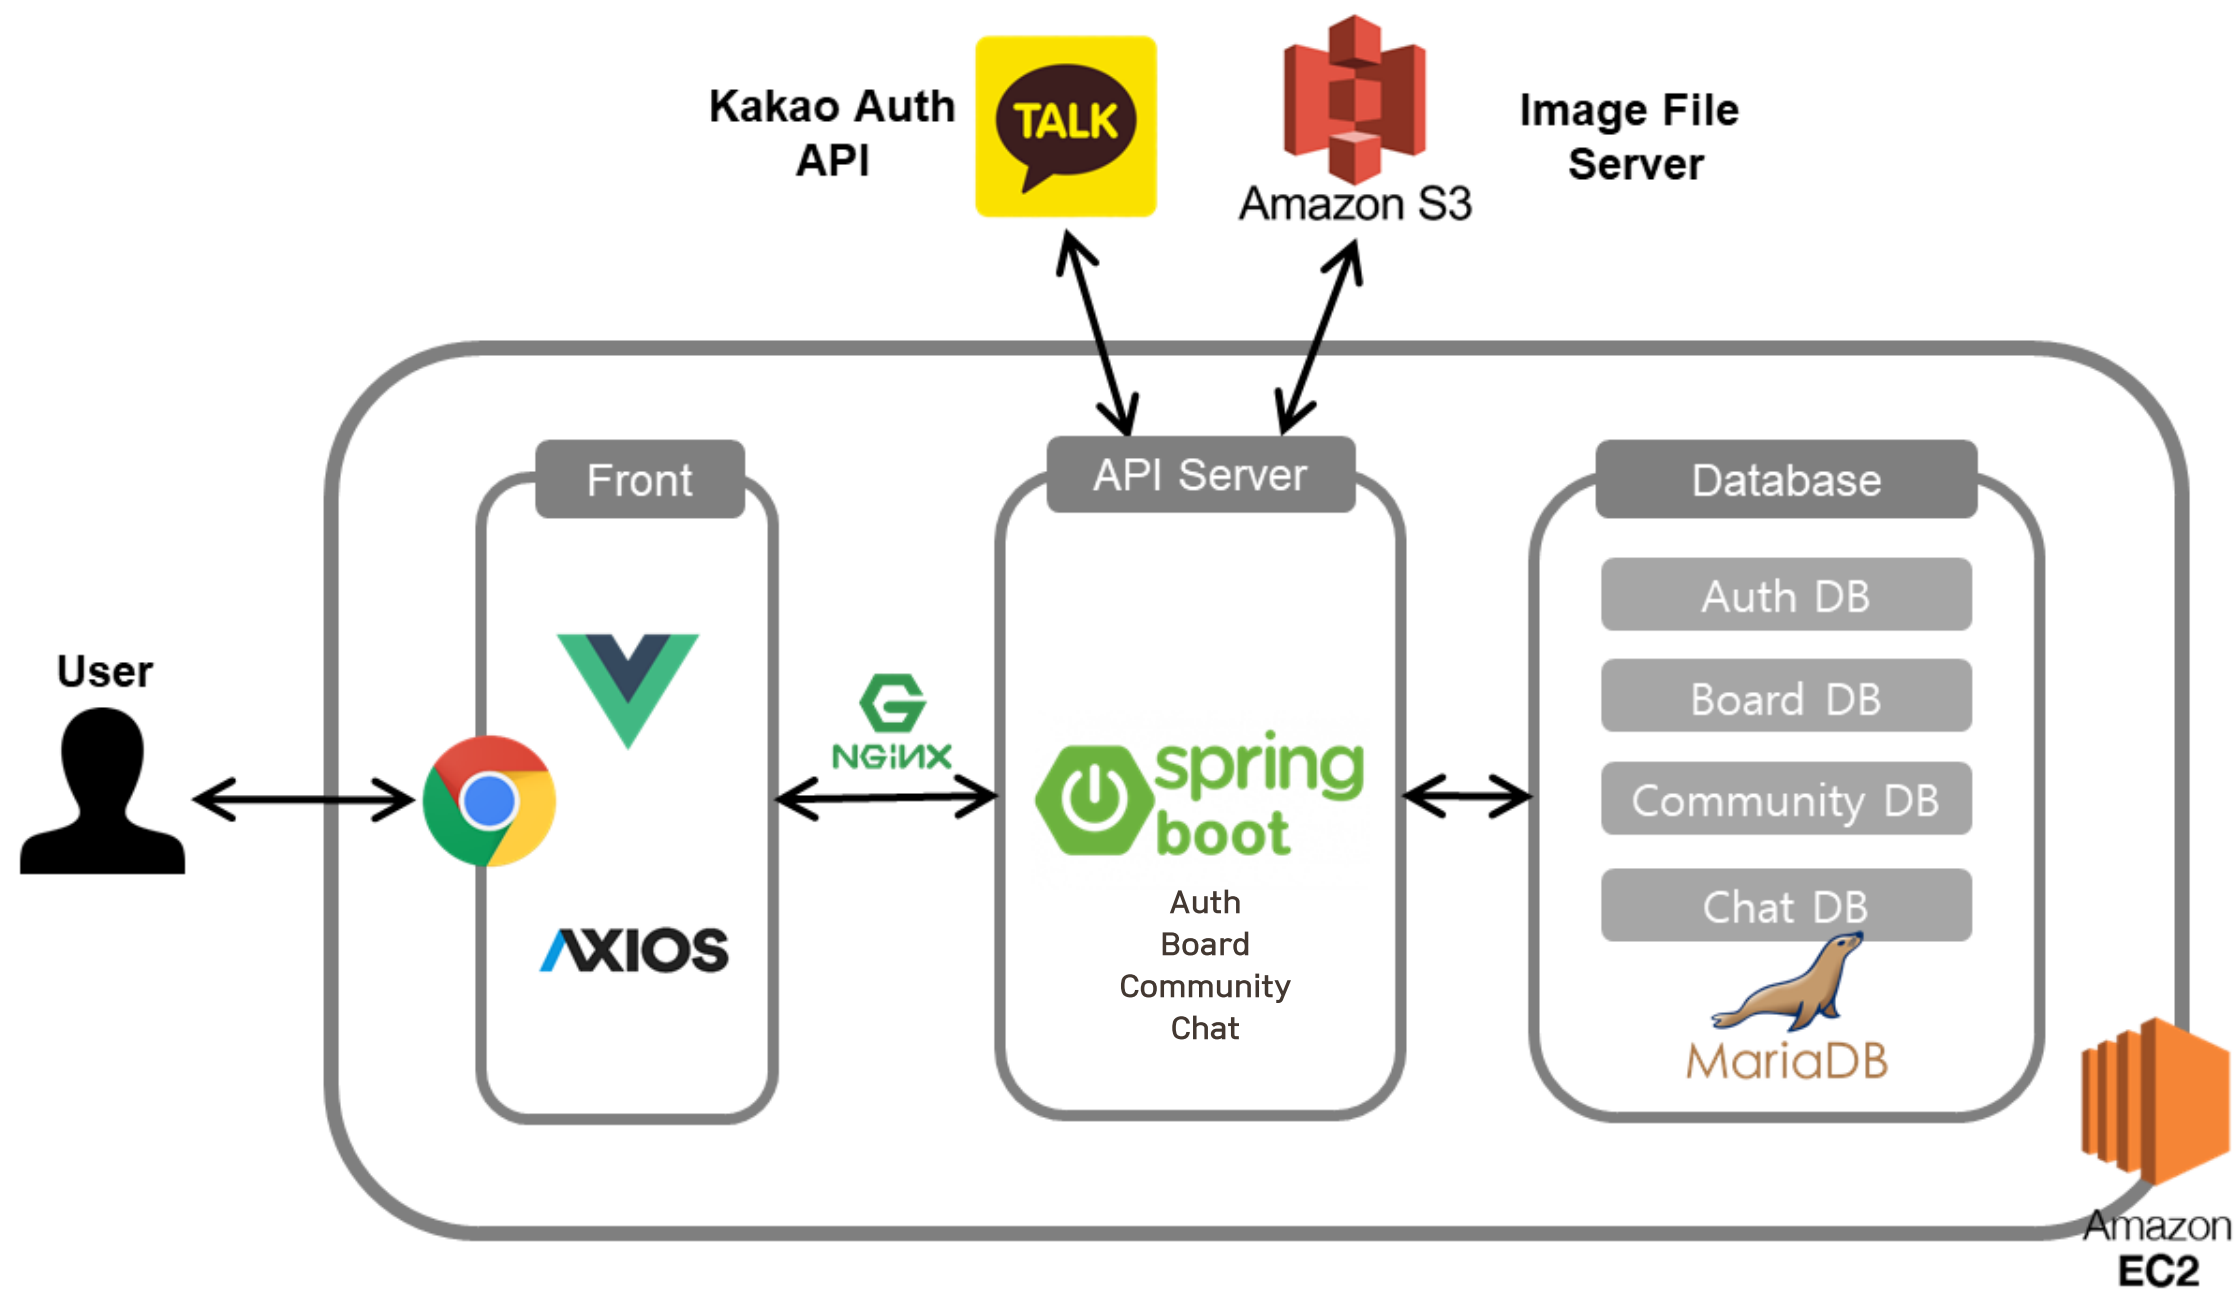 Kakao Auth
API
TALK
Amazon S3
Image File
Server
Front
API Server
Database
User
NGiNX
AXIOS
spring
boot
Auth
Board
Community
Chat
Auth DB
Board DB
Community DB
Chat DB
MariaDB
Amazon
EC2